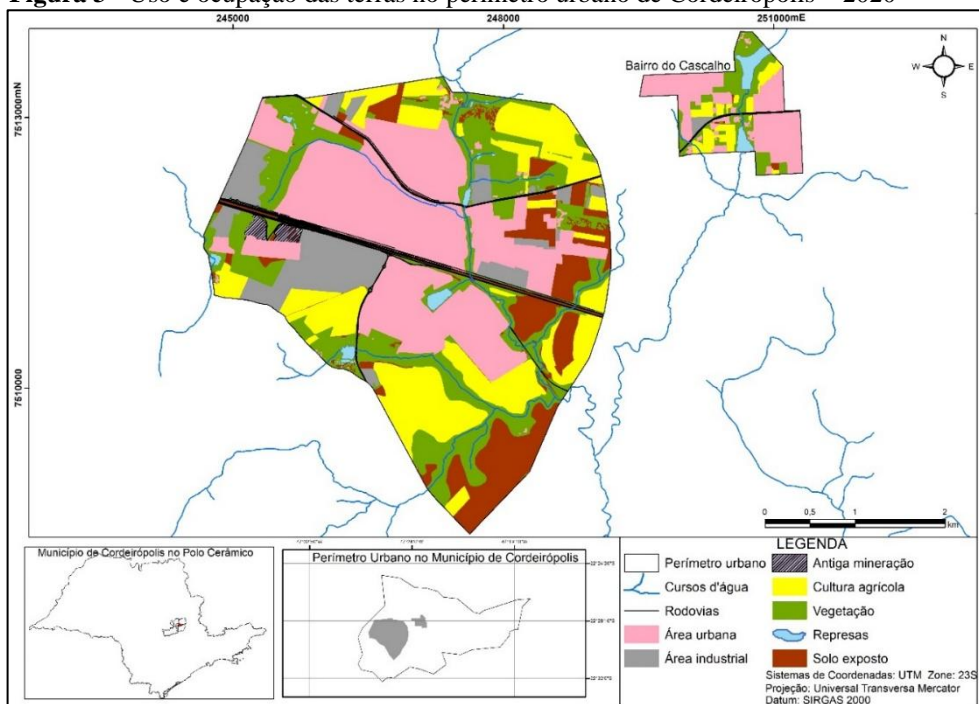 Figura 3 - Uso e ocupação das terras no perímetro urbano de Cordeirópolis – 2020
245000 248000 251000mE
Bairro do Cascalho
N
W E
S
7513000mN
7510000
0 0,5 1 2
km
Município de Cordeirópolis no Polo Cerâmico
Perímetro Urbano no Município de Cordeirópolis
LEGENDA
Perímetro urbano
Cursos d'água
Rodovias
Área urbana
Área industrial
Antiga mineração
Cultura agrícola
Vegetação
Represas
Solo exposto
Sistemas de Coordenadas: UTM Zone: 23S
Projeção: Universal Transversa Mercator
Datum: SIRGAS 2000